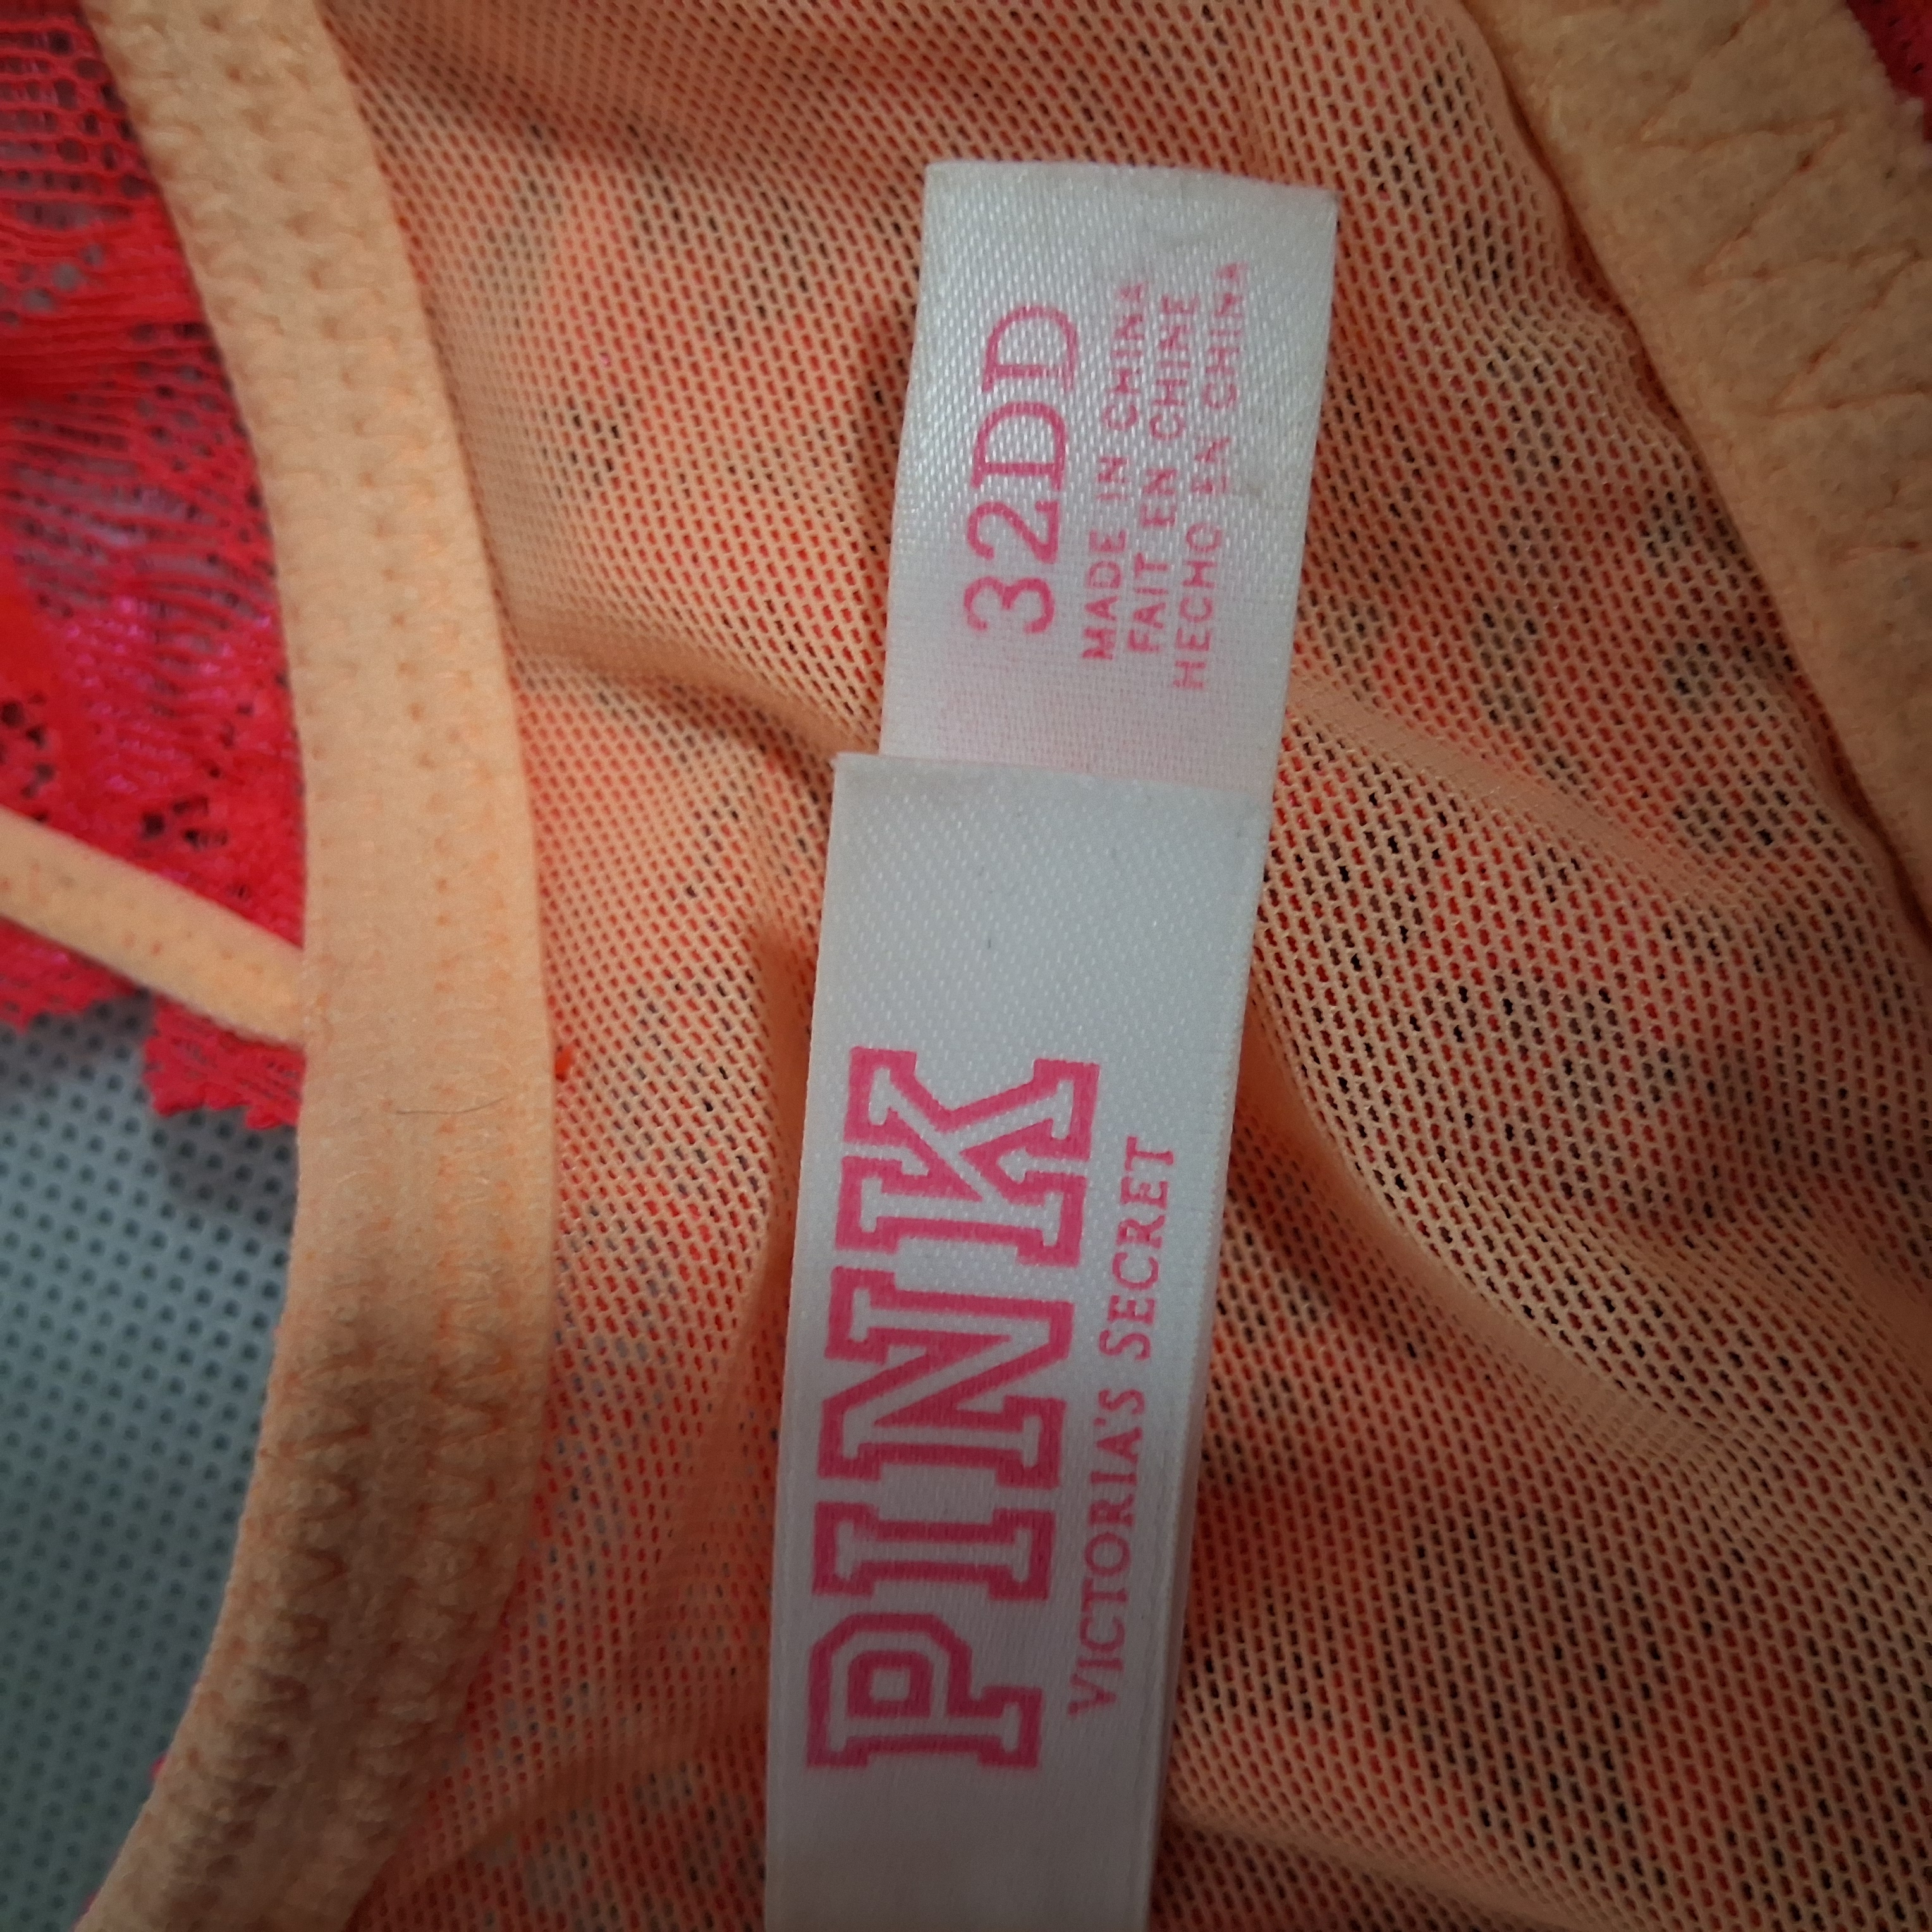 PINK
VICTORIA'S SECRET
32DD
MADE IN CHINA
FAIT EN CHINE
HECHO EN CHINA